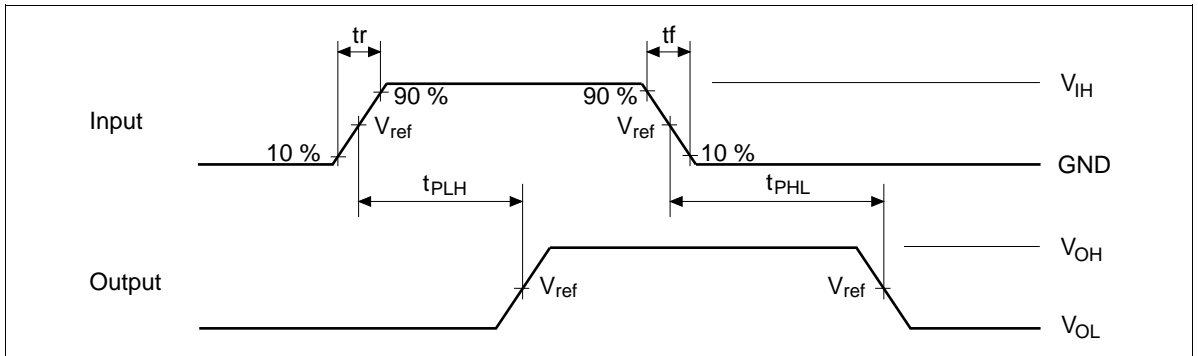 tr tf
90 % 90 % V_IH
Input V_ref V_ref
10 % 10 % GND
t_PLH t_PHL
V_OH
Output V_ref V_ref
V_OL